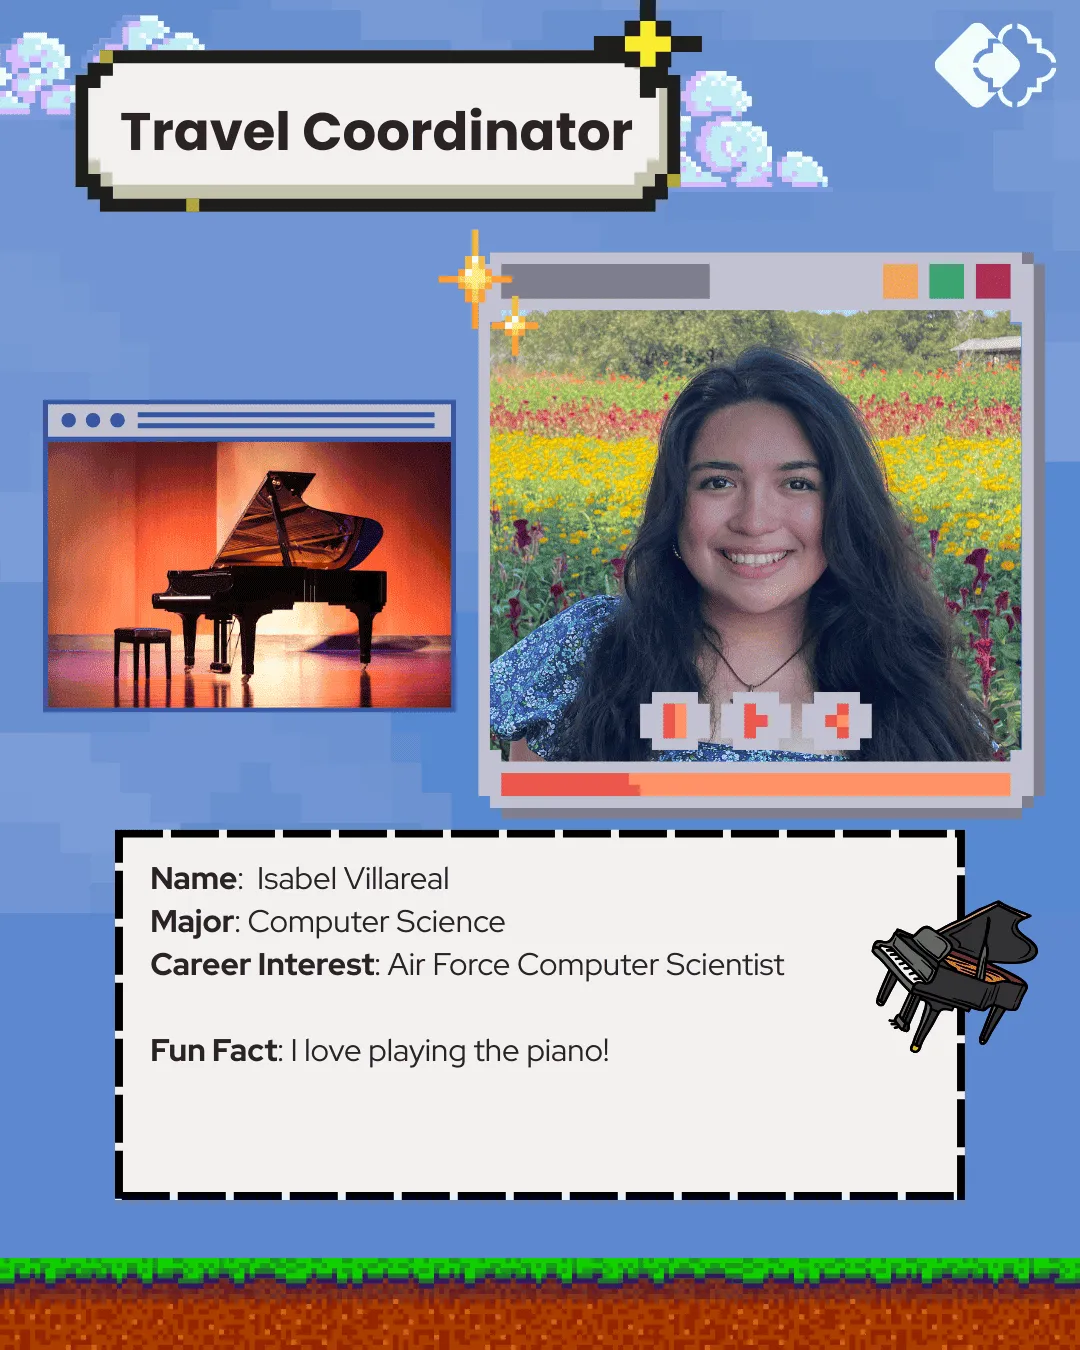 Travel Coordinator
Name: Isabel Villareal
Major: Computer Science
Career Interest: Air Force Computer Scientist
Fun Fact: I love playing the piano!